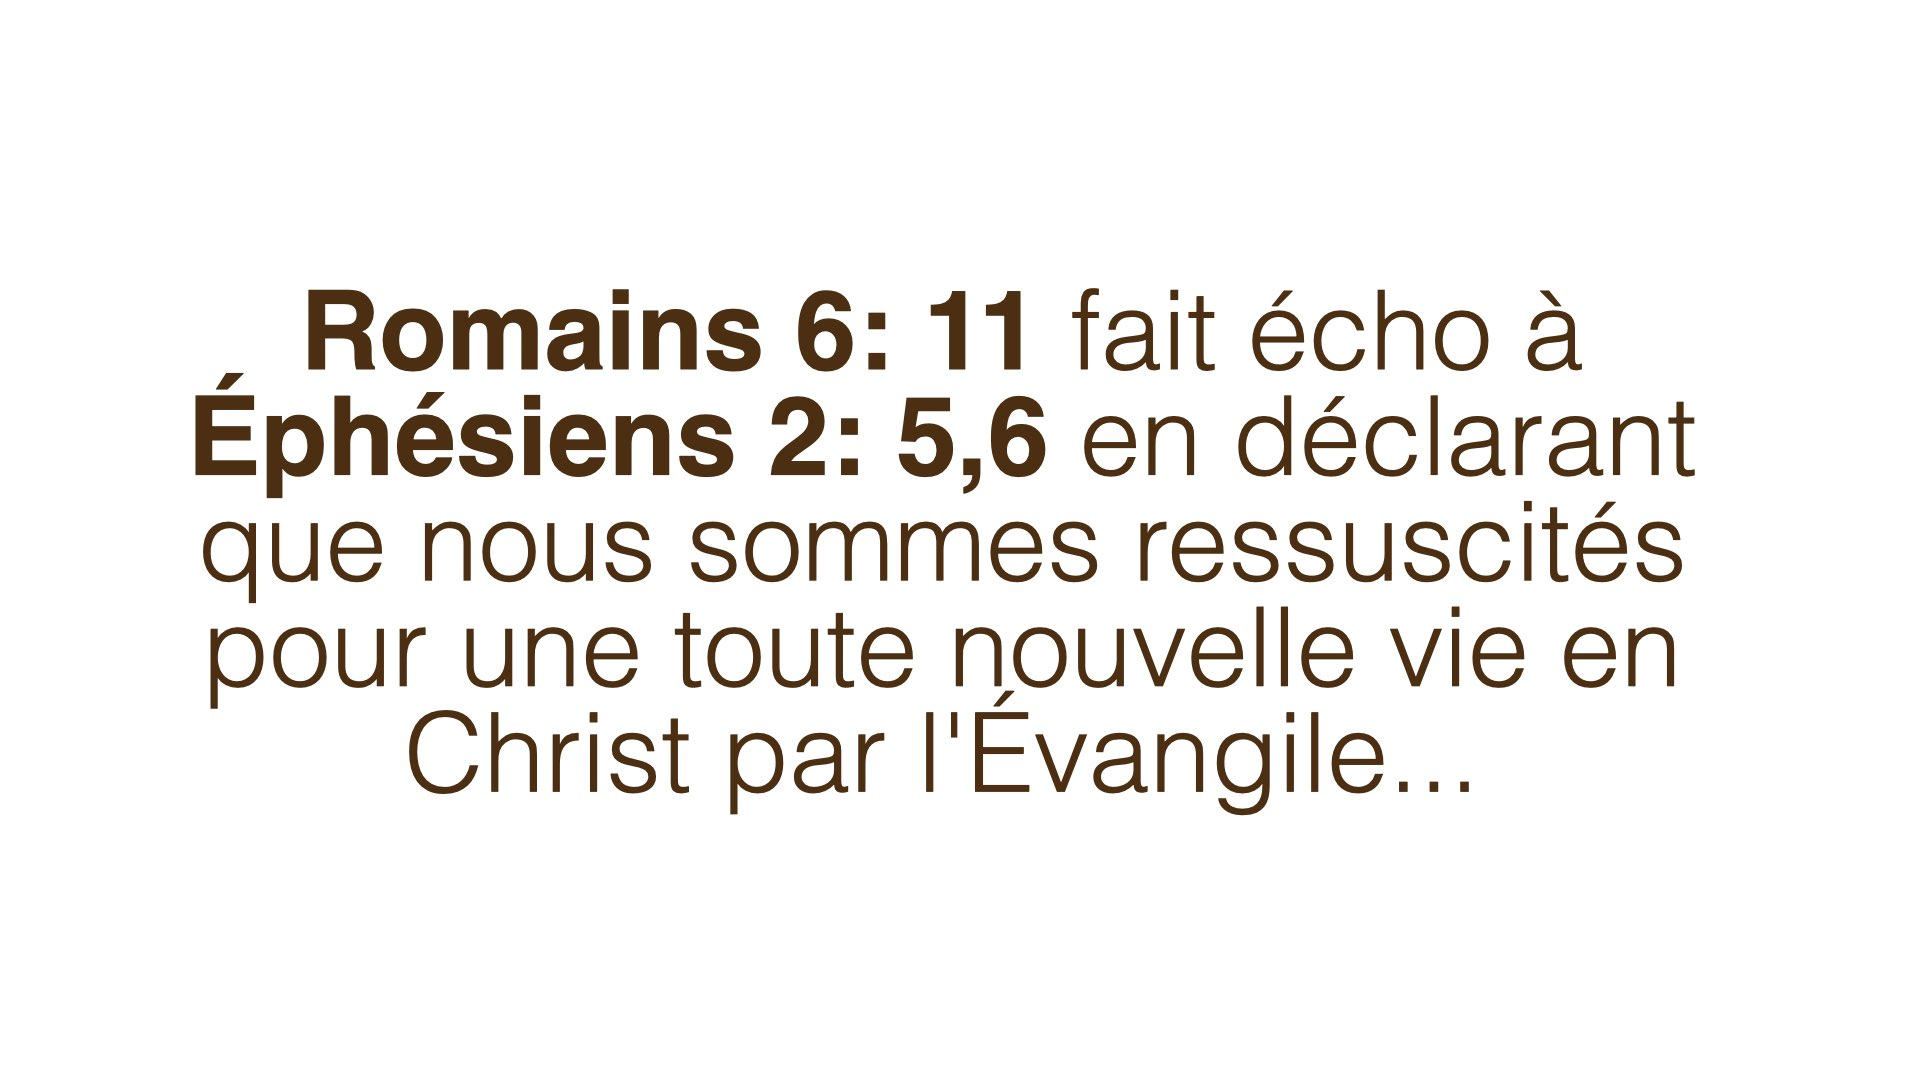 Romains 6: 11 fait écho à
Éphésiens 2: 5,6 en déclarant
que nous sommes ressuscités
pour une toute nouvelle vie en
Christ par l'Évangile...